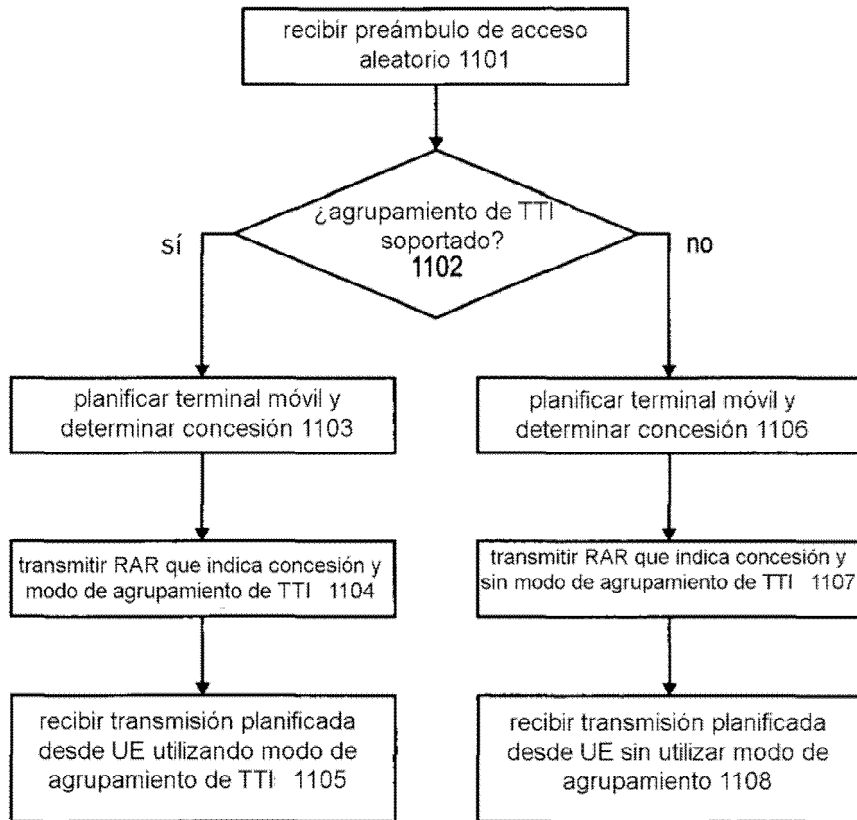 recibir preámbulo de acceso
aleatorio 1101
¿agrupamiento de TTI
soportado?
1102
sí
no
planificar terminal móvil y
determinar concesión 1103
planificar terminal móvil y
determinar concesión 1106
transmitir RAR que indica concesión y
modo de agrupamiento de TTI 1104
transmitir RAR que indica concesión y
sin modo de agrupamiento de TTI 1107
recibir transmisión planificada
desde UE utilizando modo de
agrupamiento de TTI 1105
recibir transmisión planificada
desde UE sin utilizar modo de
agrupamiento 1108